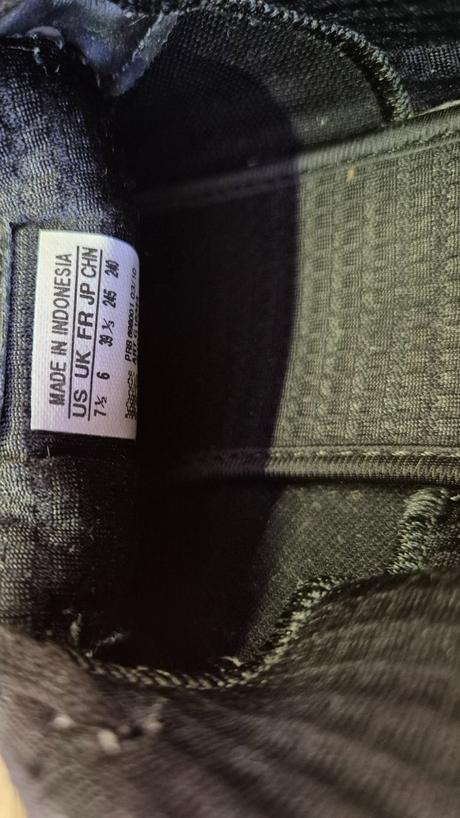 MADE IN INDONESIA
US UK FR JP CHN
7½ 6 39⅓ 245 240